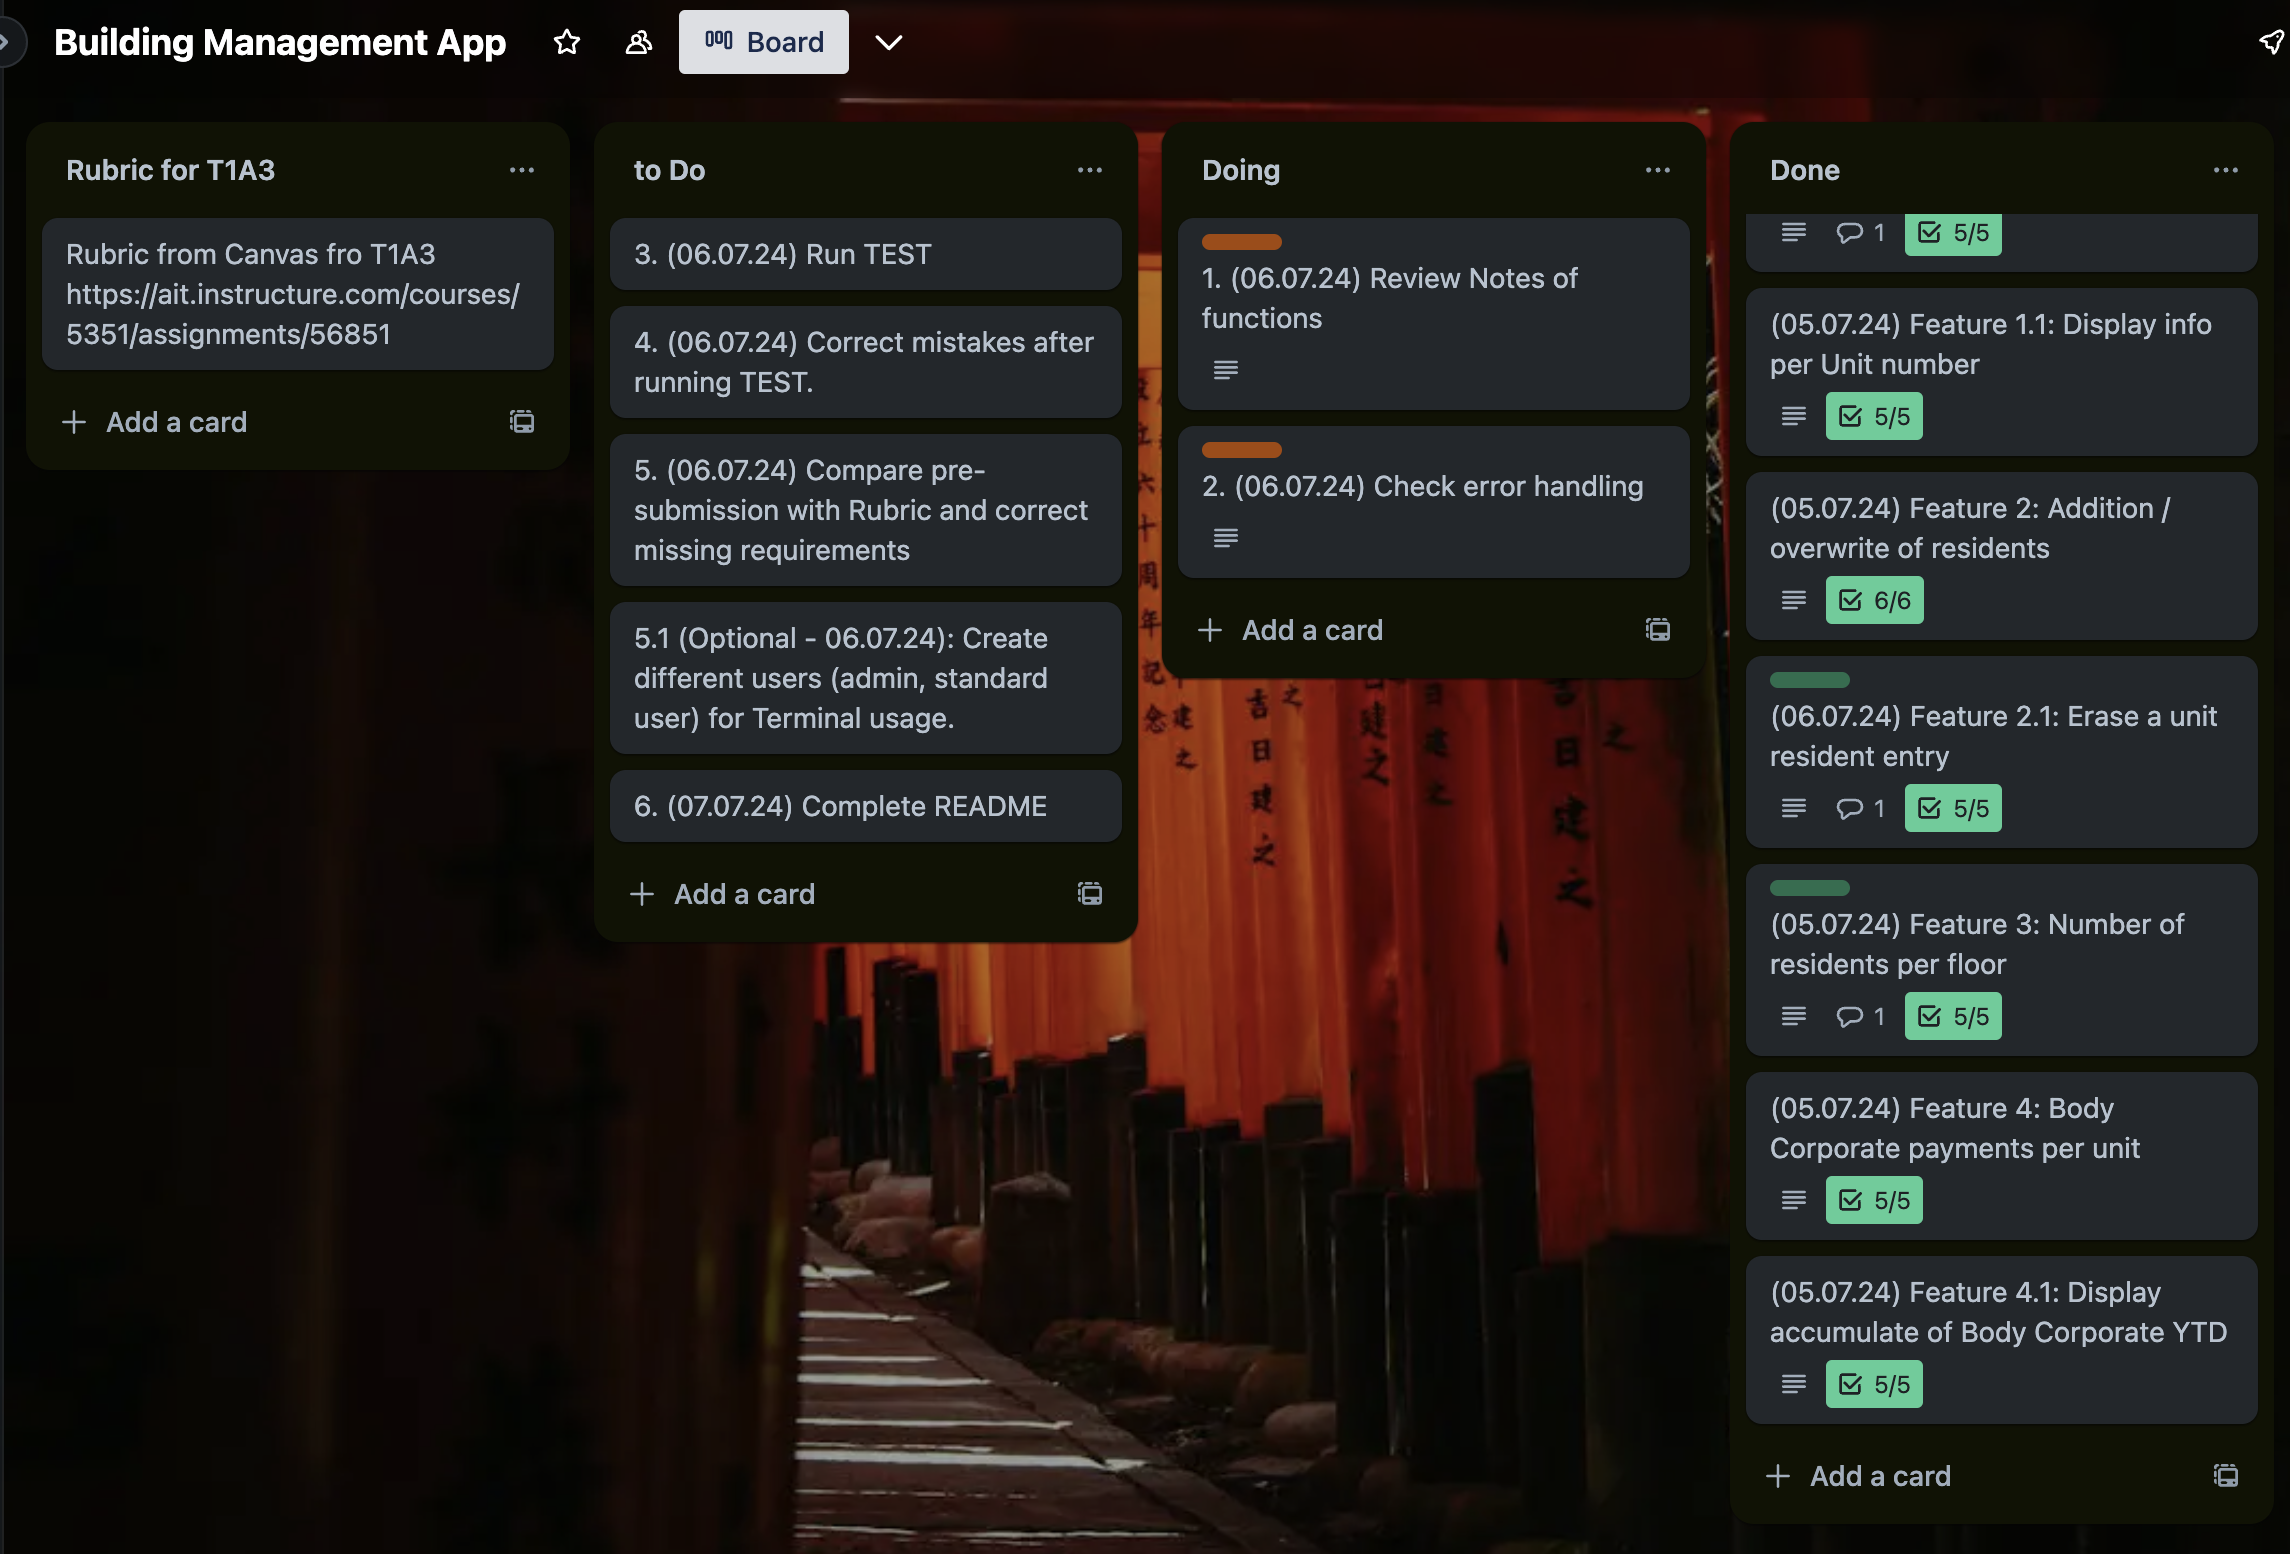 Building Management App
Board
Rubric for T1A3
Rubric from Canvas fro T1A3
https://ait.instructure.com/courses/
5351/assignments/56851
Add a card
to Do
3. (06.07.24) Run TEST
4. (06.07.24) Correct mistakes after
running TEST.
5. (06.07.24) Compare pre-
submission with Rubric and correct
missing requirements
5.1 (Optional - 06.07.24): Create
different users (admin, standard
user) for Terminal usage.
6. (07.07.24) Complete README
Add a card
Doing
1. (06.07.24) Review Notes of
functions
2. (06.07.24) Check error handling
Add a card
Done
1 5/5
(05.07.24) Feature 1.1: Display info
per Unit number
5/5
(05.07.24) Feature 2: Addition /
overwrite of residents
6/6
(06.07.24) Feature 2.1: Erase a unit
resident entry
1 5/5
(05.07.24) Feature 3: Number of
residents per floor
1 5/5
(05.07.24) Feature 4: Body
Corporate payments per unit
5/5
(05.07.24) Feature 4.1: Display
accumulate of Body Corporate YTD
5/5
Add a card